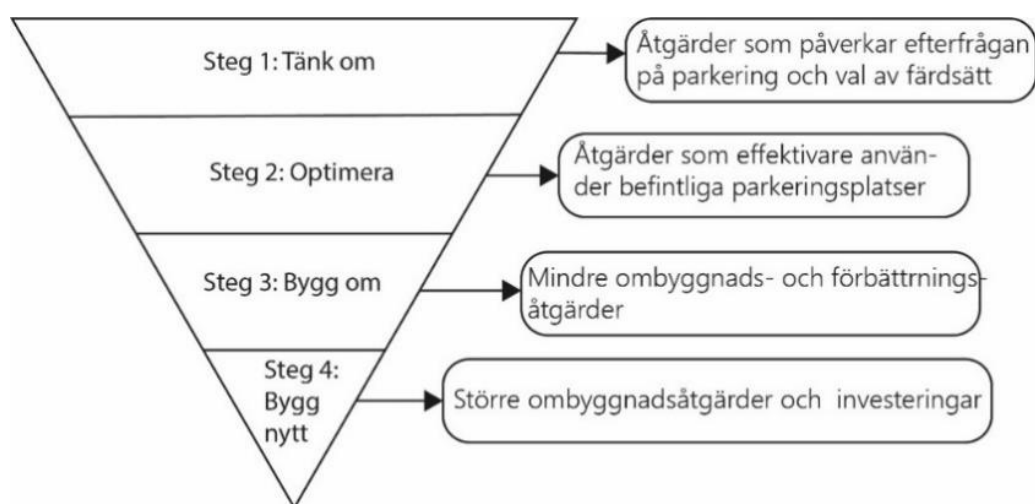 Steg 1: Tänk om
Åtgärder som påverkar efterfrågan
på parkering och val av färdsätt
Steg 2: Optimera
Åtgärder som effektivare använ-
der befintliga parkeringsplatser
Steg 3: Bygg om
Mindre ombyggnads- och förbättrnings-
åtgärder
Steg 4:
Bygg
nytt
Större ombyggnadsåtgärder och investeringar